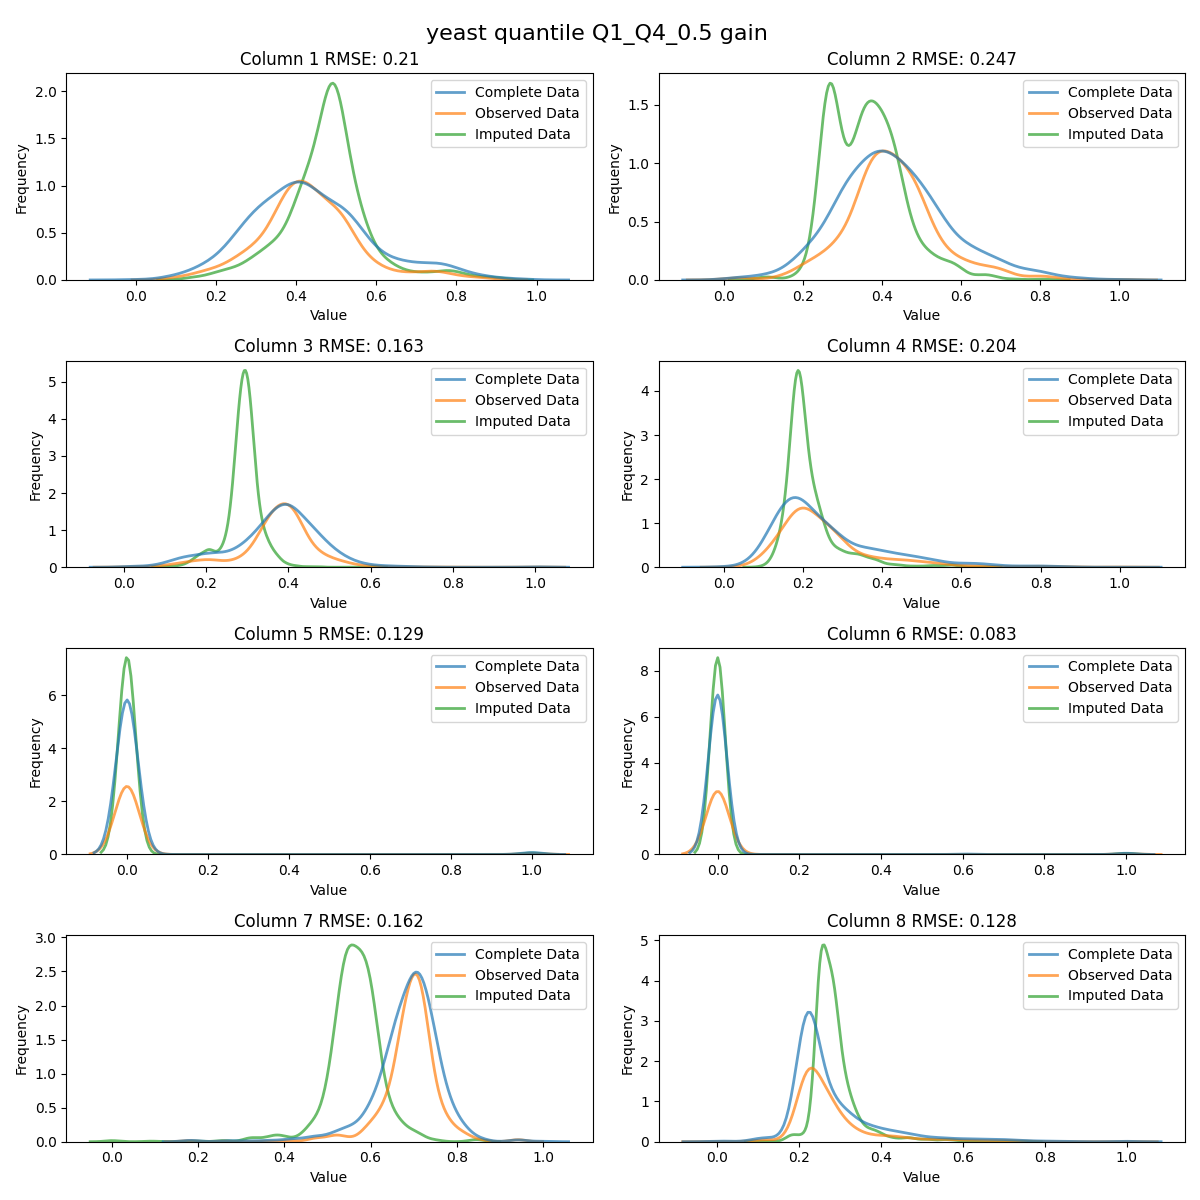 yeast quantile Q1_Q4_0.5 gain
Column 1 RMSE: 0.21
Frequency
2.0
1.5
1.0
0.5
0.0
Complete Data
Observed Data
Imputed Data
0.0 0.2 0.4 0.6 0.8 1.0
Value
Column 2 RMSE: 0.247
Frequency
1.5
1.0
0.5
0.0
Complete Data
Observed Data
Imputed Data
0.0 0.2 0.4 0.6 0.8 1.0
Value
Column 3 RMSE: 0.163
Frequency
5
4
3
2
1
0
Complete Data
Observed Data
Imputed Data
0.0 0.2 0.4 0.6 0.8 1.0
Value
Column 4 RMSE: 0.204
Frequency
4
3
2
1
0
Complete Data
Observed Data
Imputed Data
0.0 0.2 0.4 0.6 0.8 1.0
Value
Column 5 RMSE: 0.129
Frequency
6
4
2
0
Complete Data
Observed Data
Imputed Data
0.0 0.2 0.4 0.6 0.8 1.0
Value
Column 6 RMSE: 0.083
Frequency
8
6
4
2
0
Complete Data
Observed Data
Imputed Data
0.0 0.2 0.4 0.6 0.8 1.0
Value
Column 7 RMSE: 0.162
Frequency
3.0
2.5
2.0
1.5
1.0
0.5
0.0
Complete Data
Observed Data
Imputed Data
0.0 0.2 0.4 0.6 0.8 1.0
Value
Column 8 RMSE: 0.128
Frequency
5
4
3
2
1
0
Complete Data
Observed Data
Imputed Data
0.0 0.2 0.4 0.6 0.8 1.0
Value